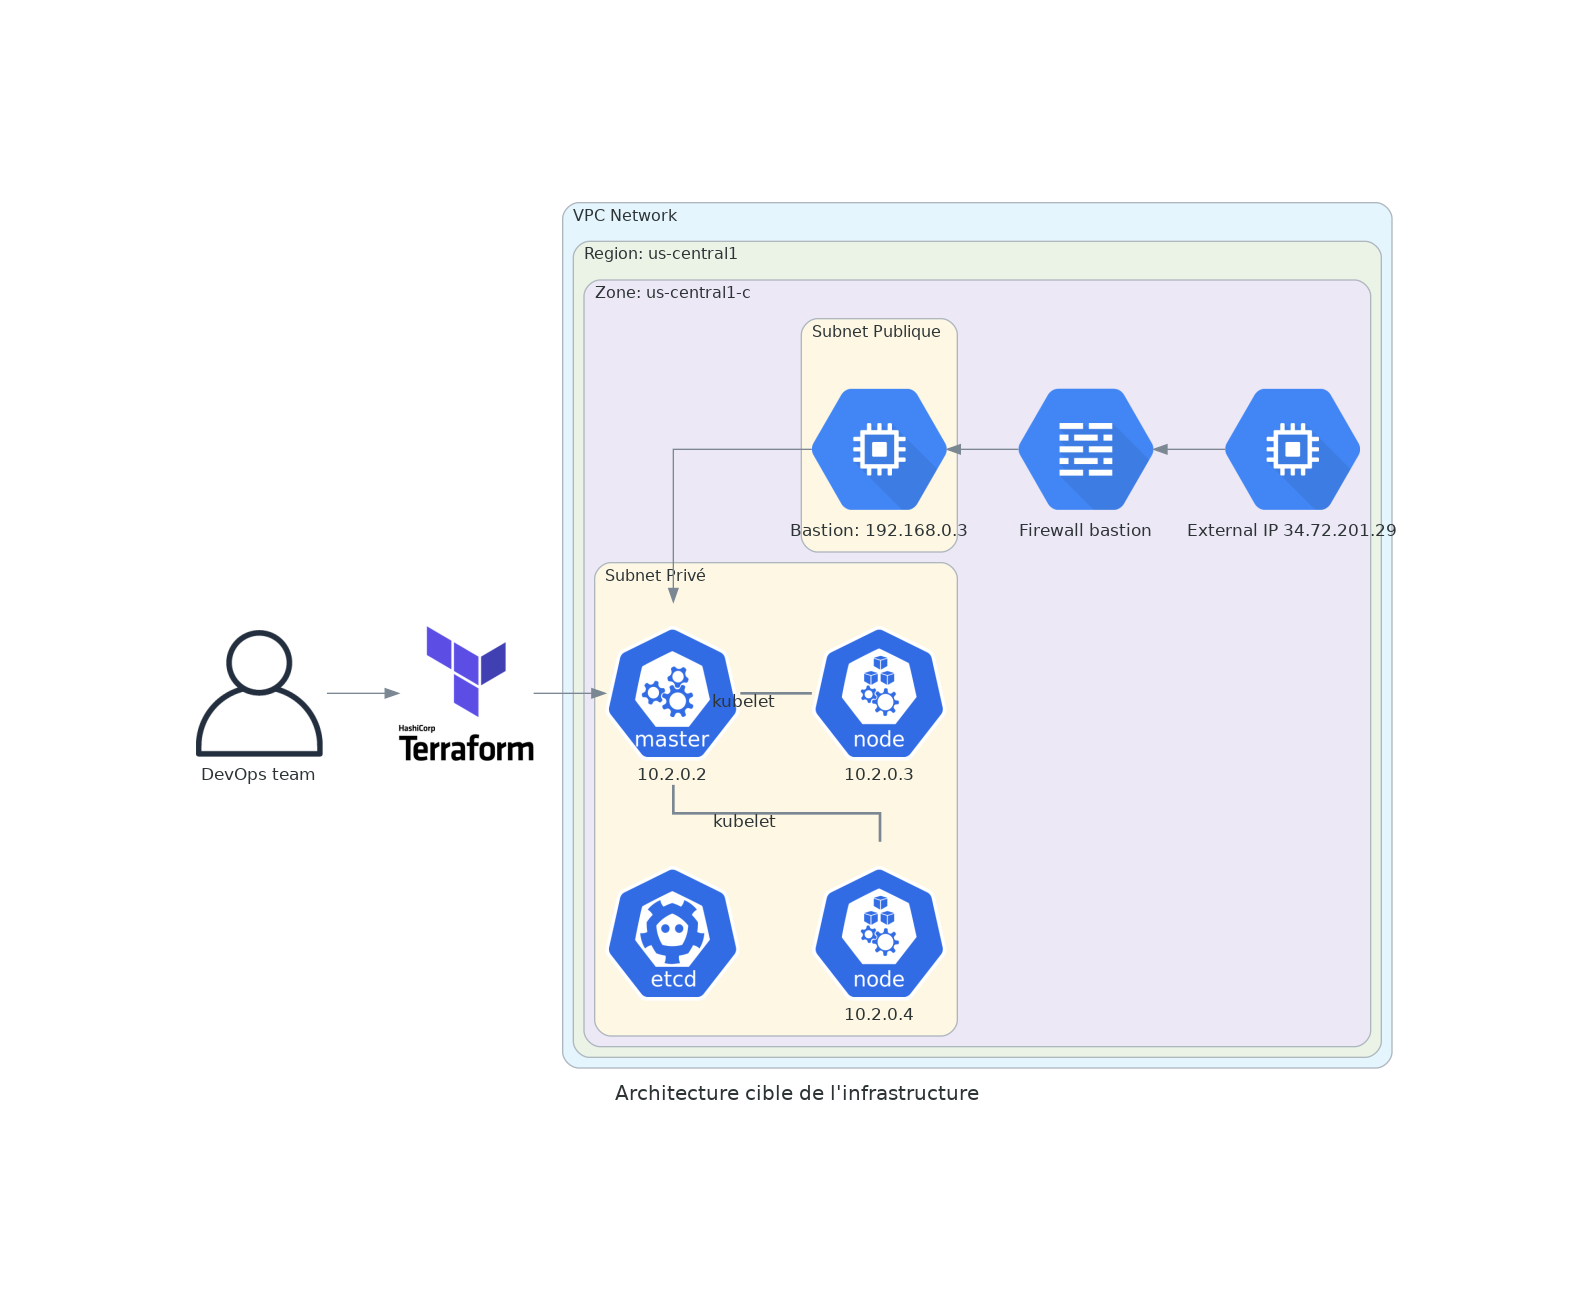 VPC Network
Region: us-central1
Zone: us-central1-c
Subnet Publique
Bastion: 192.168.0.3
Firewall bastion
External IP 34.72.201.29
Subnet Privé
kubelet
master
node
HashiCorp
Terraform
DevOps team
10.2.0.2
10.2.0.3
kubelet
etcd
node
10.2.0.4
Architecture cible de l'infrastructure